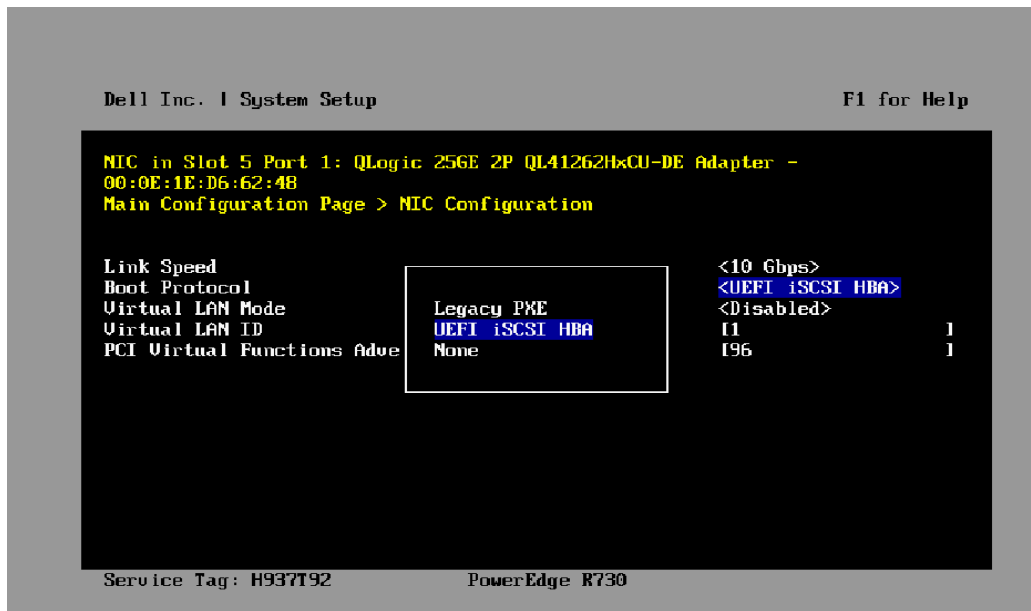 Dell Inc. | System Setup F1 for Help
NIC in Slot 5 Port 1: QLogic 25GE 2P QL41262HxCU-DE Adapter -
00:0E:1E:D6:62:48
Main Configuration Page > NIC Configuration
Link Speed <10 Gbps>
Boot Protocol <UEFI iSCSI HBA>
Virtual LAN Mode Legacy PXE <Disabled>
Virtual LAN ID UEFI iSCSI HBA [1 ]
PCI Virtual Functions Adve None [96 ]
Service Tag: H937T92 PowerEdge R730